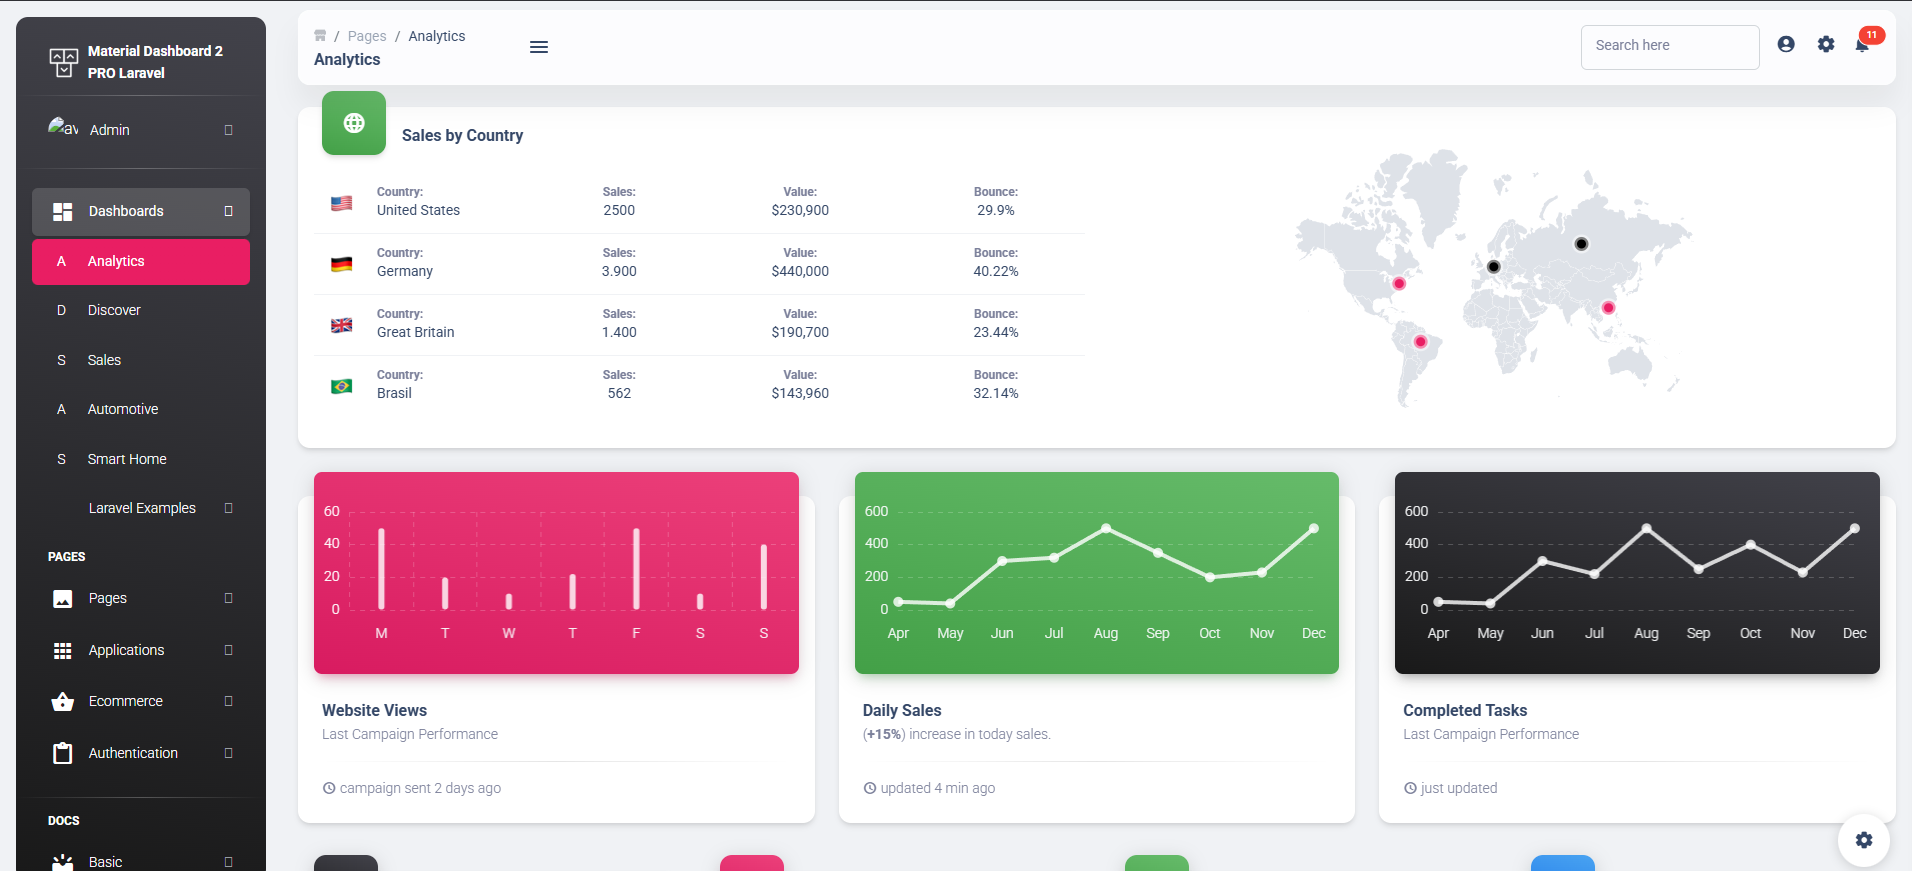 Material Dashboard 2
PRO Laravel
Admin
Dashboards
A Analytics
D Discover
S Sales
A Automotive
S Smart Home
Laravel Examples
PAGES
Pages
Applications
Ecommerce
Authentication
DOCS
Basic
/ Pages / Analytics
Analytics
Search here
11
Sales by Country
Country: Sales: Value: Bounce:
United States 2500 $230,900 29.9%
Country: Sales: Value: Bounce:
Germany 3.900 $440,000 40.22%
Country: Sales: Value: Bounce:
Great Britain 1.400 $190,700 23.44%
Country: Sales: Value: Bounce:
Brasil 562 $143,960 32.14%
60
40
20
0
M T W T F S S
Website Views
Last Campaign Performance
campaign sent 2 days ago
600
400
200
0
Apr May Jun Jul Aug Sep Oct Nov Dec
Daily Sales
(+15%) increase in today sales.
updated 4 min ago
600
400
200
0
Apr May Jun Jul Aug Sep Oct Nov Dec
Completed Tasks
Last Campaign Performance
just updated